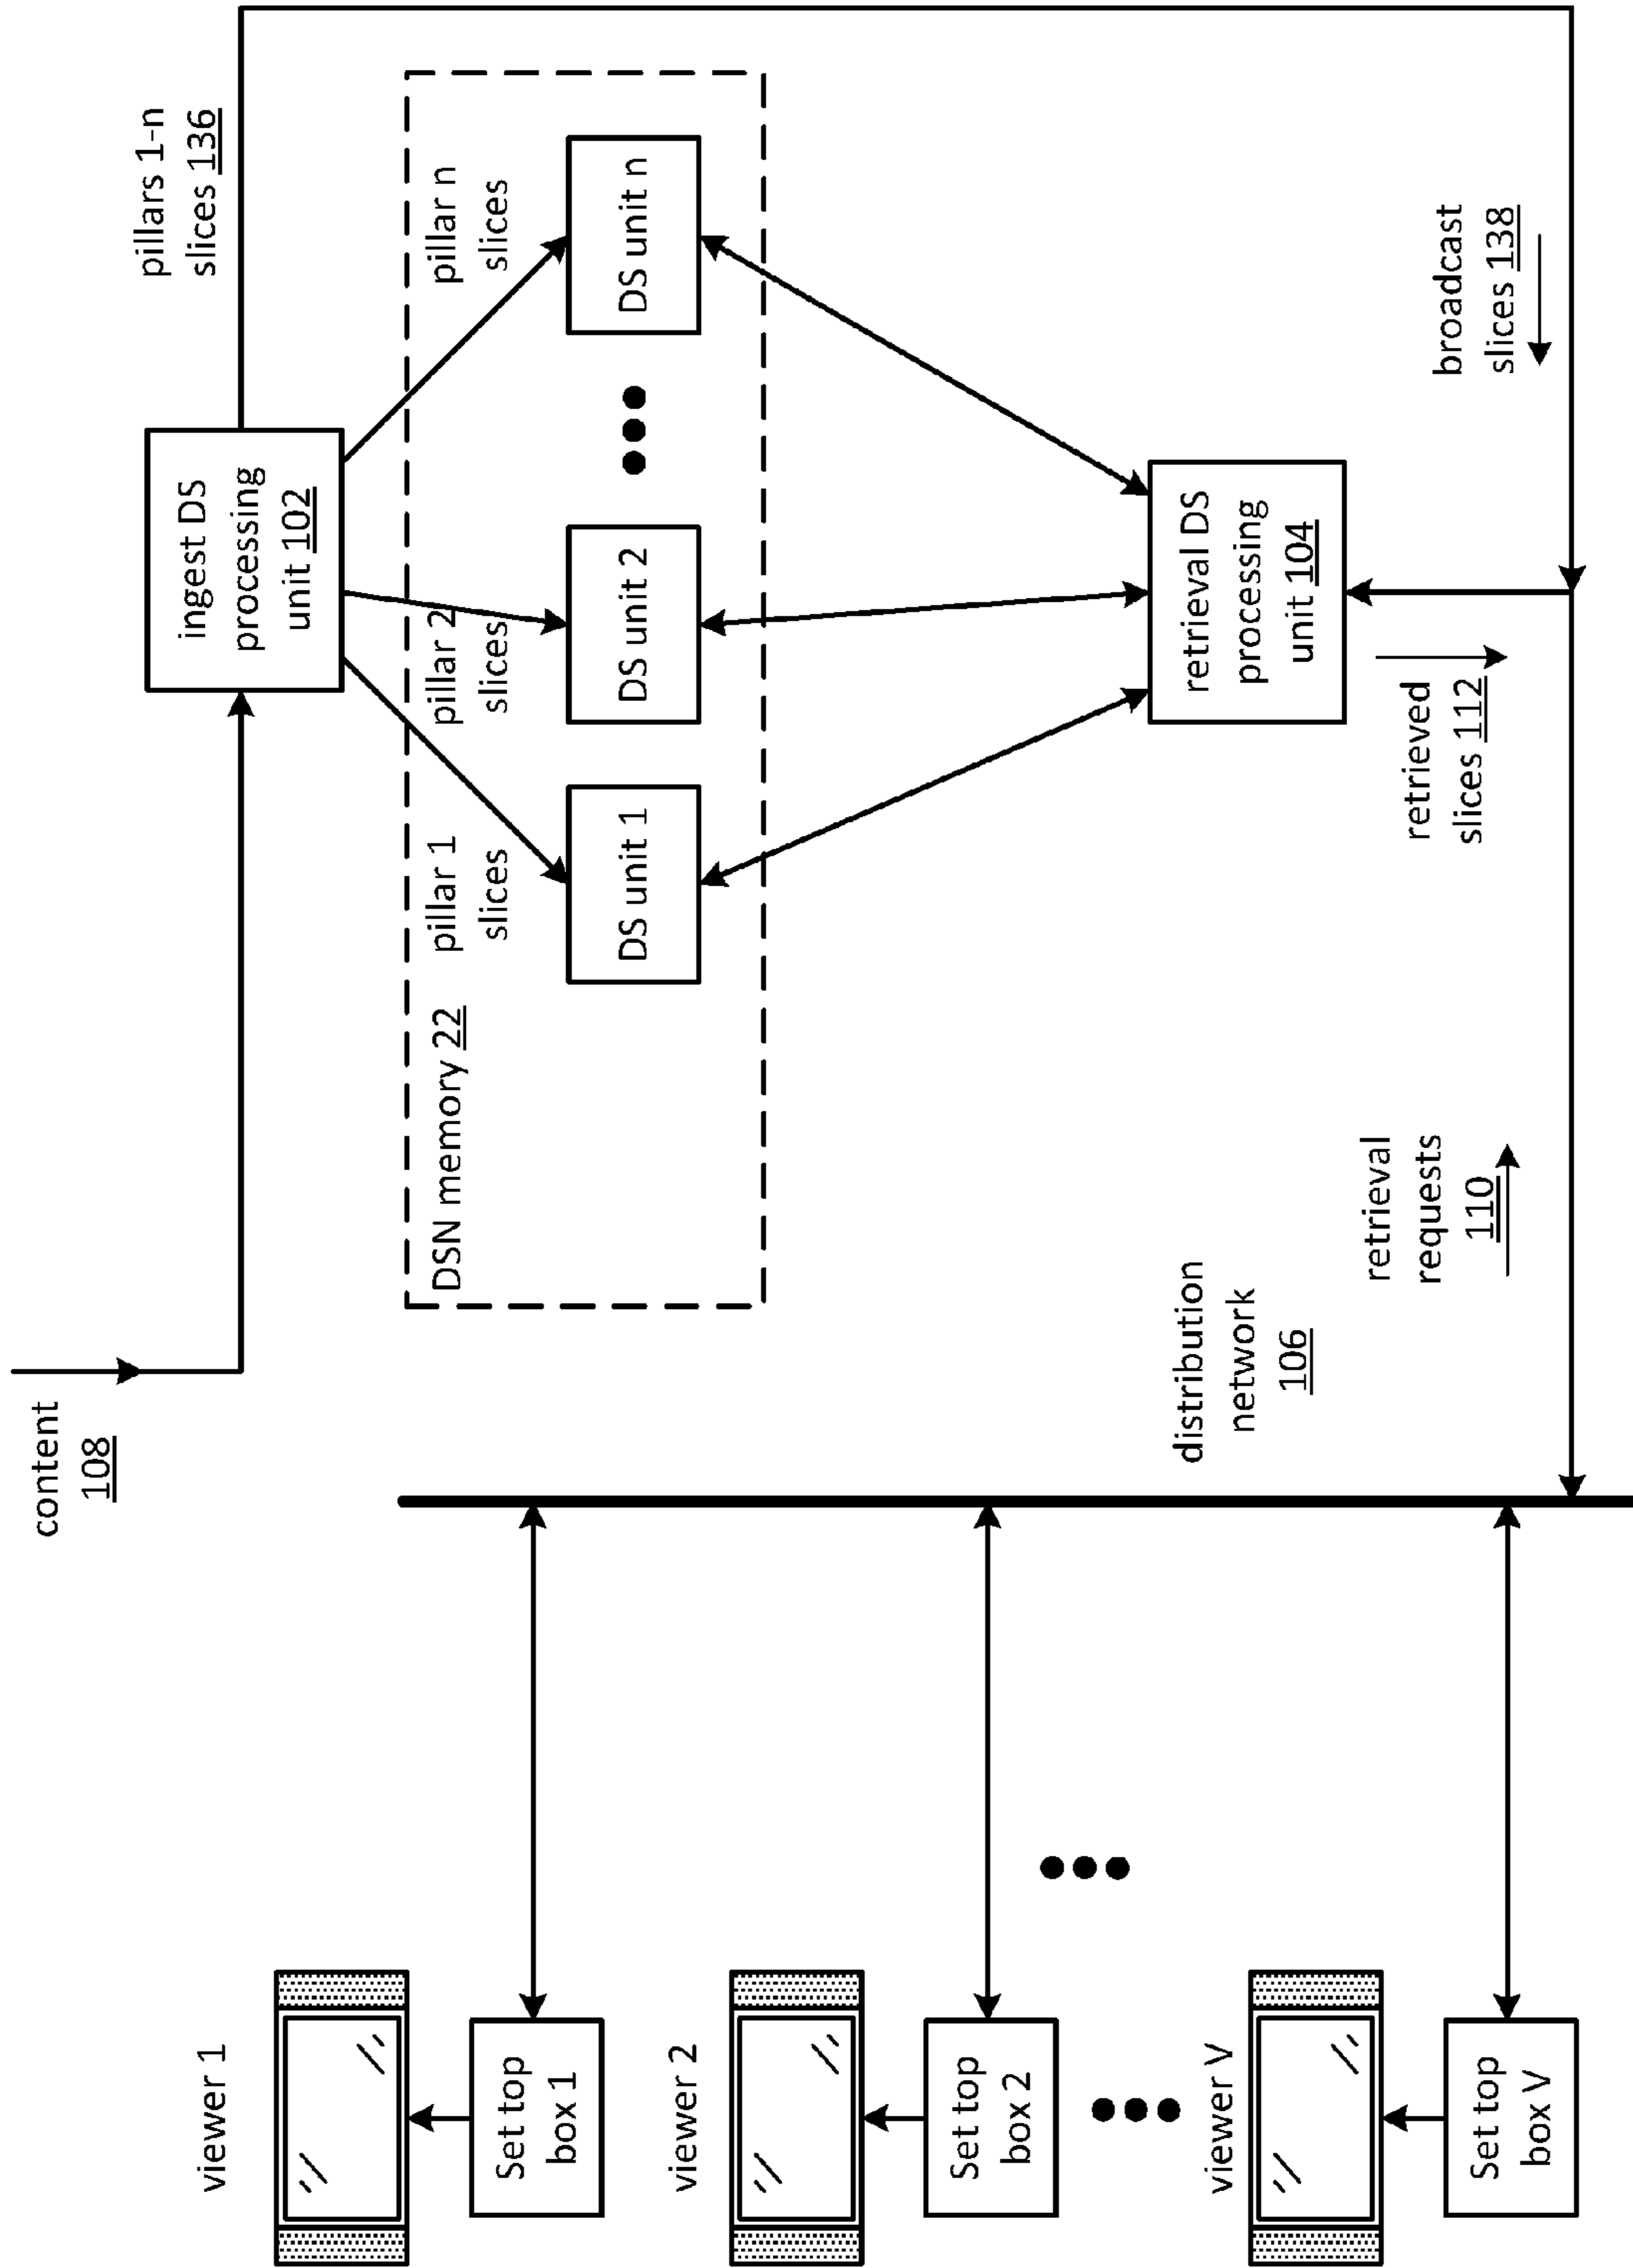 content
108
ingest DS
processing
unit 102
pillars 1-n
slices 136
DSN memory 22
pillar 1
slices
pillar 2
slices
pillar n
slices
DS unit 1
DS unit 2
DS unit n
viewer 1
Set top
box 1
viewer 2
Set top
box 2
viewer V
Set top
box V
distribution
network
106
retrieval DS
processing
unit 104
retrieval
requests
110
retrieved
slices 112
broadcast
slices 138